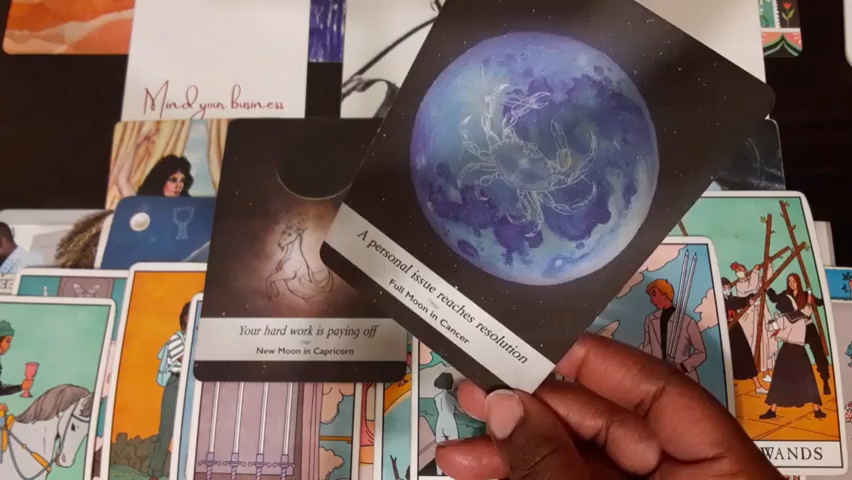 Mind your business
A personal issue reaches resolution
Full Moon in Cancer
Your hard work is paying off
New Moon in Capricorn
WANDS